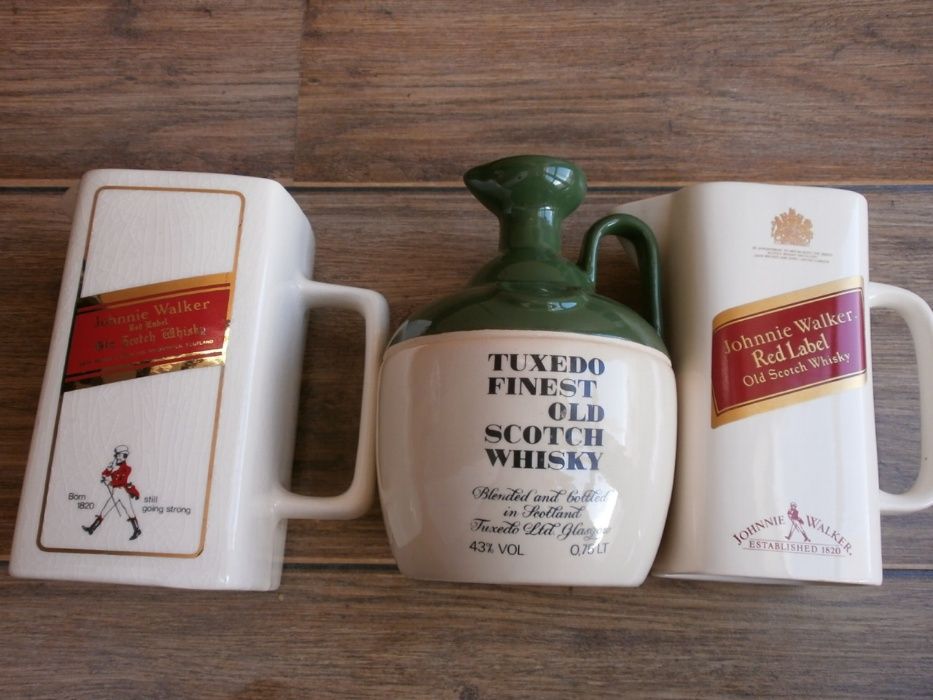 Johnnie Walker
Red Label
Old Scotch Whisky
Born
1820
still
going strong
TUXEDO
FINEST
OLD
SCOTCH
WHISKY
Blended and bottled
in Scotland
Tuxedo Ltd Glasgow
43% VOL 0,75 LT
Johnnie Walker.
Red Label
Old Scotch Whisky
JOHNNIE WALKER.
ESTABLISHED 1820